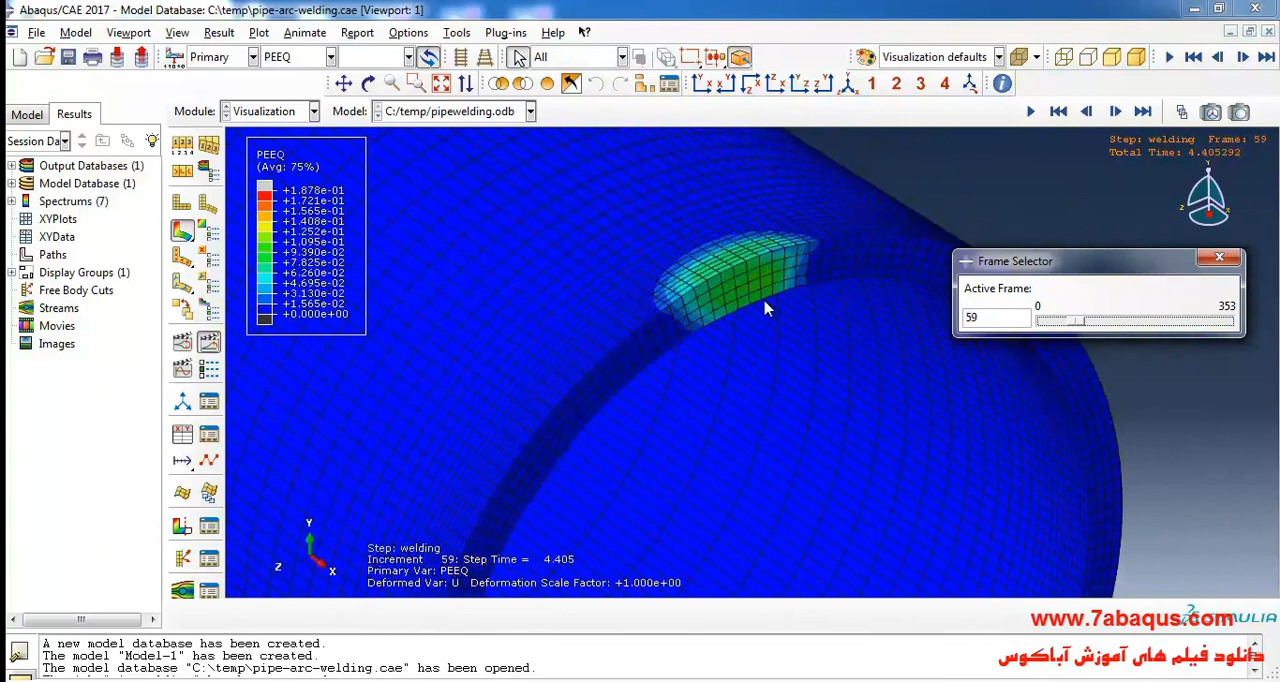 Abaqus/CAE 2017 - Model Database: C:\temp\pipe-arc-welding.cae [Viewport: 1]
File Model Viewport View Result Plot Animate Report Options Tools Plug-ins Help
Primary PEEQ All Visualization defaults
1 2 3 4
Model Results Module: Visualization Model: C:/temp/pipewelding.odb
Session Da
Output Databases (1)
Model Database (1)
Spectrums (7)
XYPlots
XYData
Paths
Display Groups (1)
Free Body Cuts
Streams
Movies
Images
PEEQ
(Avg: 75%)
+1.878e-01
+1.721e-01
+1.565e-01
+1.408e-01
+1.252e-01
+1.095e-01
+9.390e-02
+7.825e-02
+6.260e-02
+4.695e-02
+3.130e-02
+1.565e-02
+0.000e+00
Step: welding Frame: 59
Total Time: 4.405292
Y
Z X
Frame Selector
Active Frame:
0 353
59
Y
Z X
Step: welding
Increment 59: Step Time = 4.405
Primary Var: PEEQ
Deformed Var: U Deformation Scale Factor: +1.000e+00
www.7abaqus.com
SIMULIA
دانلود فیلم های آموزش آباکوس
A new model database has been created.
The model "Model-1" has been created.
The model database "C:\temp\pipe-arc-welding.cae" has been opened.